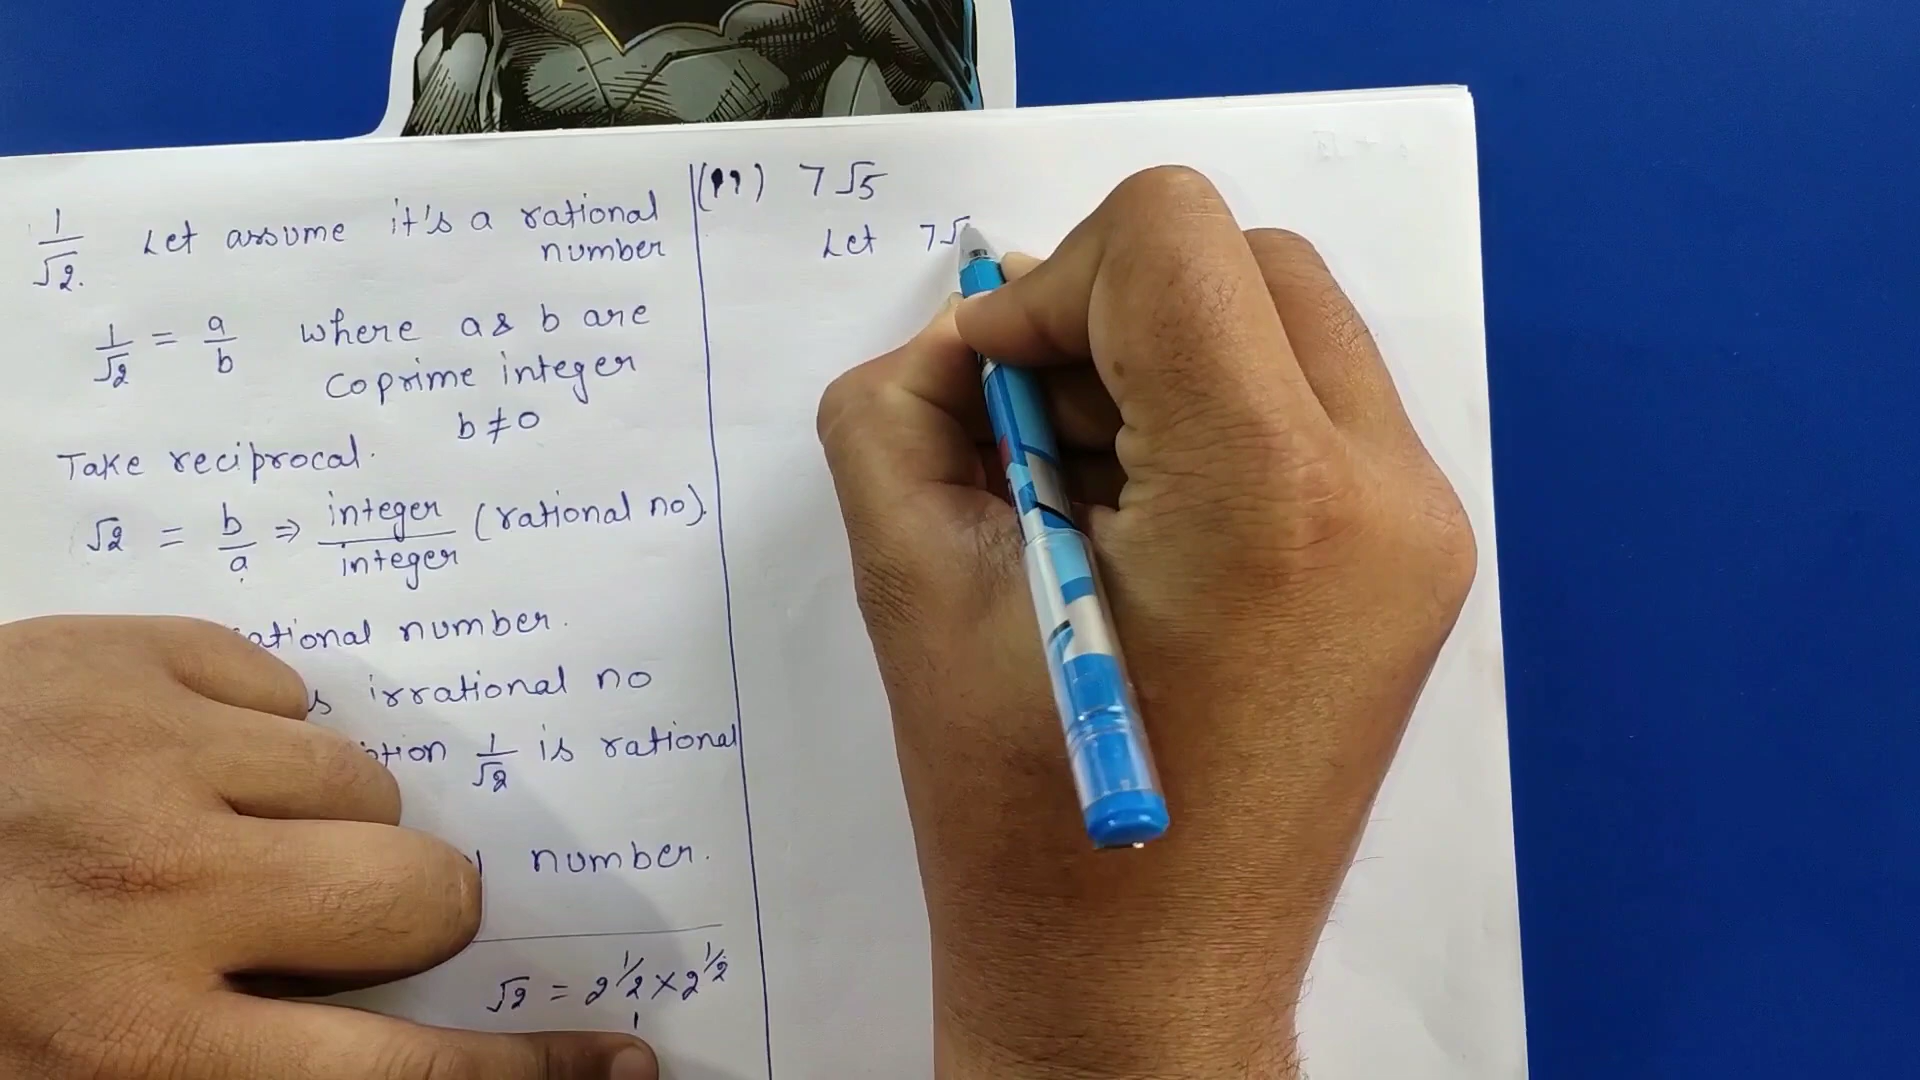 1/√2. Let assume it's a rational
number
1/√2 = a/b where a & b are
coprime integer
b ≠ 0
Take reciprocal.
√2 = b/a ⇒ integer/integer (rational no).
number.
irrational no
1/√2 is rational
number.
√2 = 2^1/2 × 2^1/2
1
(ii) 7√5
Let 7√